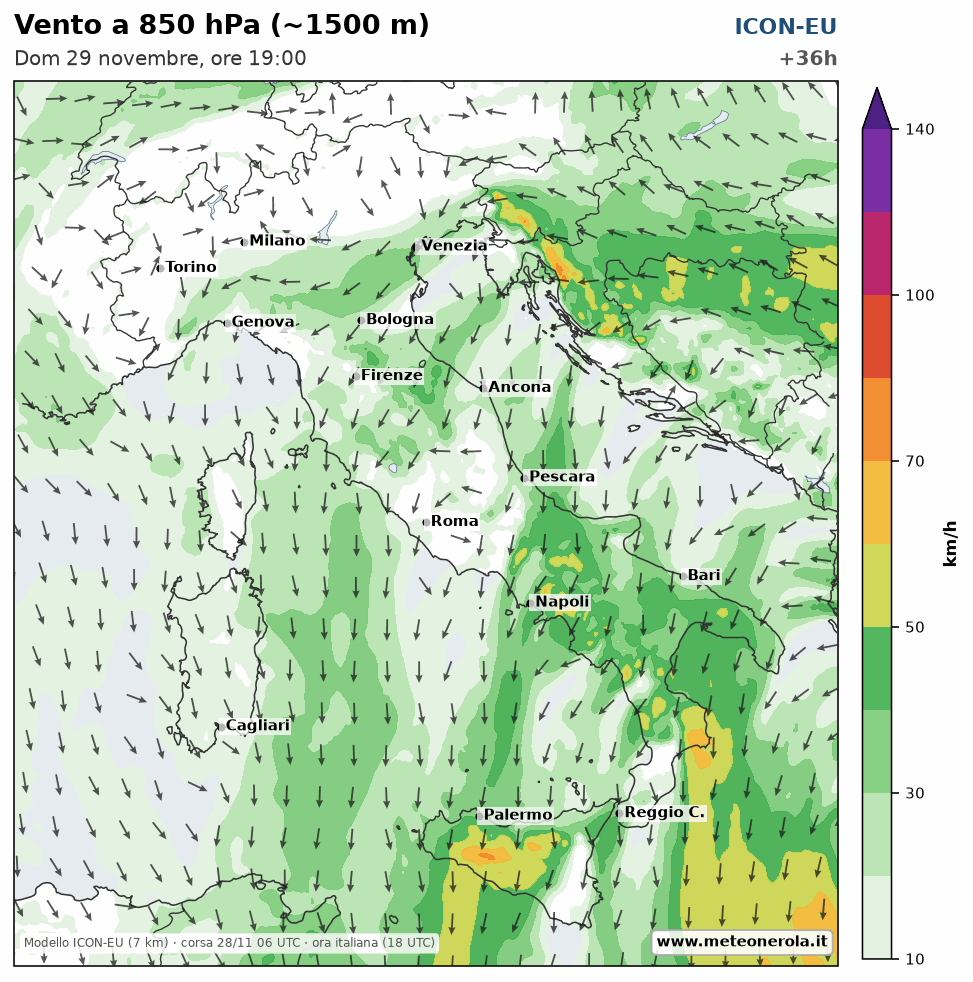 Vento a 850 hPa (~1500 m)
ICON-EU
Dom 29 novembre, ore 19:00
+36h
Milano
Venezia
Torino
Genova
Bologna
Firenze
Ancona
Pescara
Roma
Bari
Napoli
Cagliari
Palermo
Reggio C.
140
100
70
50
30
10
km/h
Modello ICON-EU (7 km) · corsa 28/11 06 UTC · ora italiana (18 UTC)
www.meteonerola.it